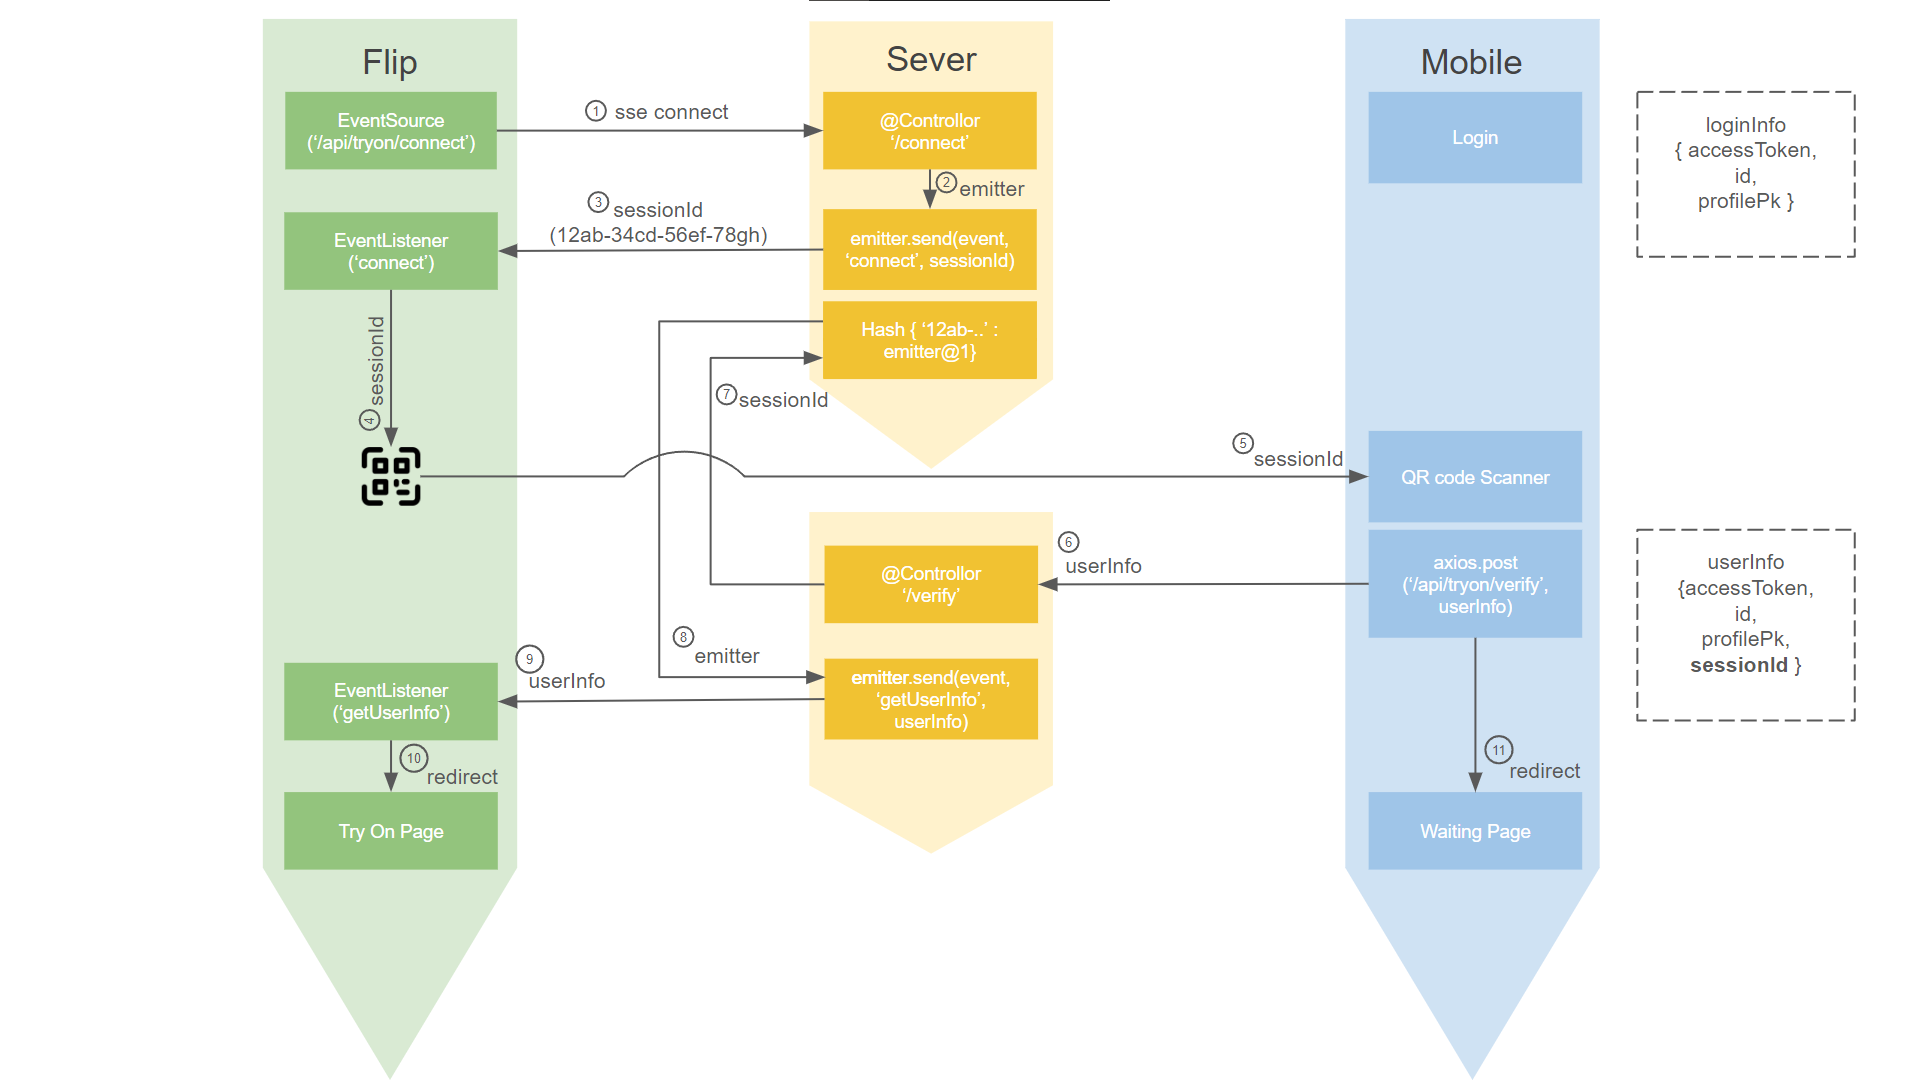 Flip
Sever
Mobile
EventSource
(‘/api/tryon/connect’)
1 sse connect
@Controllor
‘/connect’
Login
loginInfo
{ accessToken,
id,
profilePk }
2 emitter
3 sessionId
(12ab-34cd-56ef-78gh)
EventListener
(‘connect’)
emitter.send(event,
‘connect’, sessionId)
4 sessionId
Hash { ‘12ab-..’ :
emitter@1}
7 sessionId
5 sessionId
QR code Scanner
6 userInfo
@Controllor
‘/verify’
axios.post
(‘/api/tryon/verify’,
userInfo)
userInfo
{accessToken,
id,
profilePk,
sessionId }
8 emitter
9 userInfo
EventListener
(‘getUserInfo’)
emitter.send(event,
‘getUserInfo’,
userInfo)
10 redirect
11 redirect
Try On Page
Waiting Page